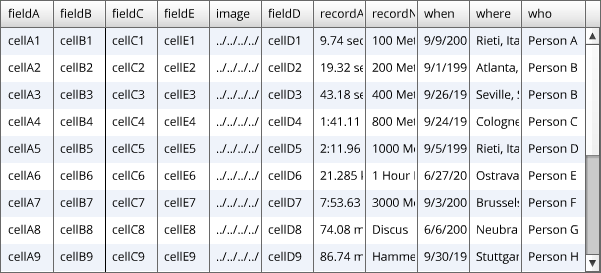 fieldA fieldB fieldC fieldE image fieldD recordA recordN when where who
cellA1 cellB1 cellC1 cellE1 ../../../../ cellD1 9.74 sec 100 Met 9/9/200 Rieti, Ita Person A
cellA2 cellB2 cellC2 cellE2 ../../../../ cellD2 19.32 se 200 Met 9/1/199 Atlanta, Person B
cellA3 cellB3 cellC3 cellE3 ../../../../ cellD3 43.18 se 400 Met 9/26/19 Seville, Person B
cellA4 cellB4 cellC4 cellE4 ../../../../ cellD4 1:41.11 800 Met 9/24/19 Cologne Person C
cellA5 cellB5 cellC5 cellE5 ../../../../ cellD5 2:11.96 1000 M 9/5/199 Rieti, Ita Person D
cellA6 cellB6 cellC6 cellE6 ../../../../ cellD6 21.285 1 Hour 6/27/20 Ostrava Person E
cellA7 cellB7 cellC7 cellE7 ../../../../ cellD7 7:53.63 3000 M 9/3/200 Brussels Person F
cellA8 cellB8 cellC8 cellE8 ../../../../ cellD8 74.08 m Discus 6/6/200 Neubra Person G
cellA9 cellB9 cellC9 cellE9 ../../../../ cellD9 86.74 m Hamme 9/30/19 Stuttgar Person H